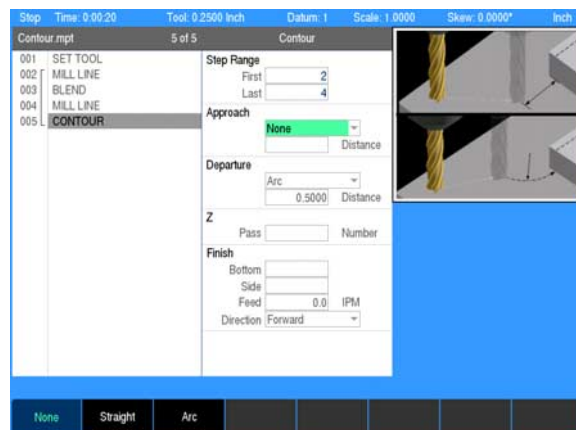 Stop Time: 0:00:20 Tool: 0.2500 Inch Datum: 1 Scale: 1.0000 Skew: 0.0000° Inch
Contour.mpt 5 of 5 Contour
001 SET TOOL
002 MILL LINE
003 BLEND
004 MILL LINE
005 CONTOUR
Step Range
First 2
Last 4
Approach
None
Distance
Departure
Arc
0.5000 Distance
Z
Pass Number
Finish
Bottom
Side
Feed 0.0 IPM
Direction Forward
None Straight Arc